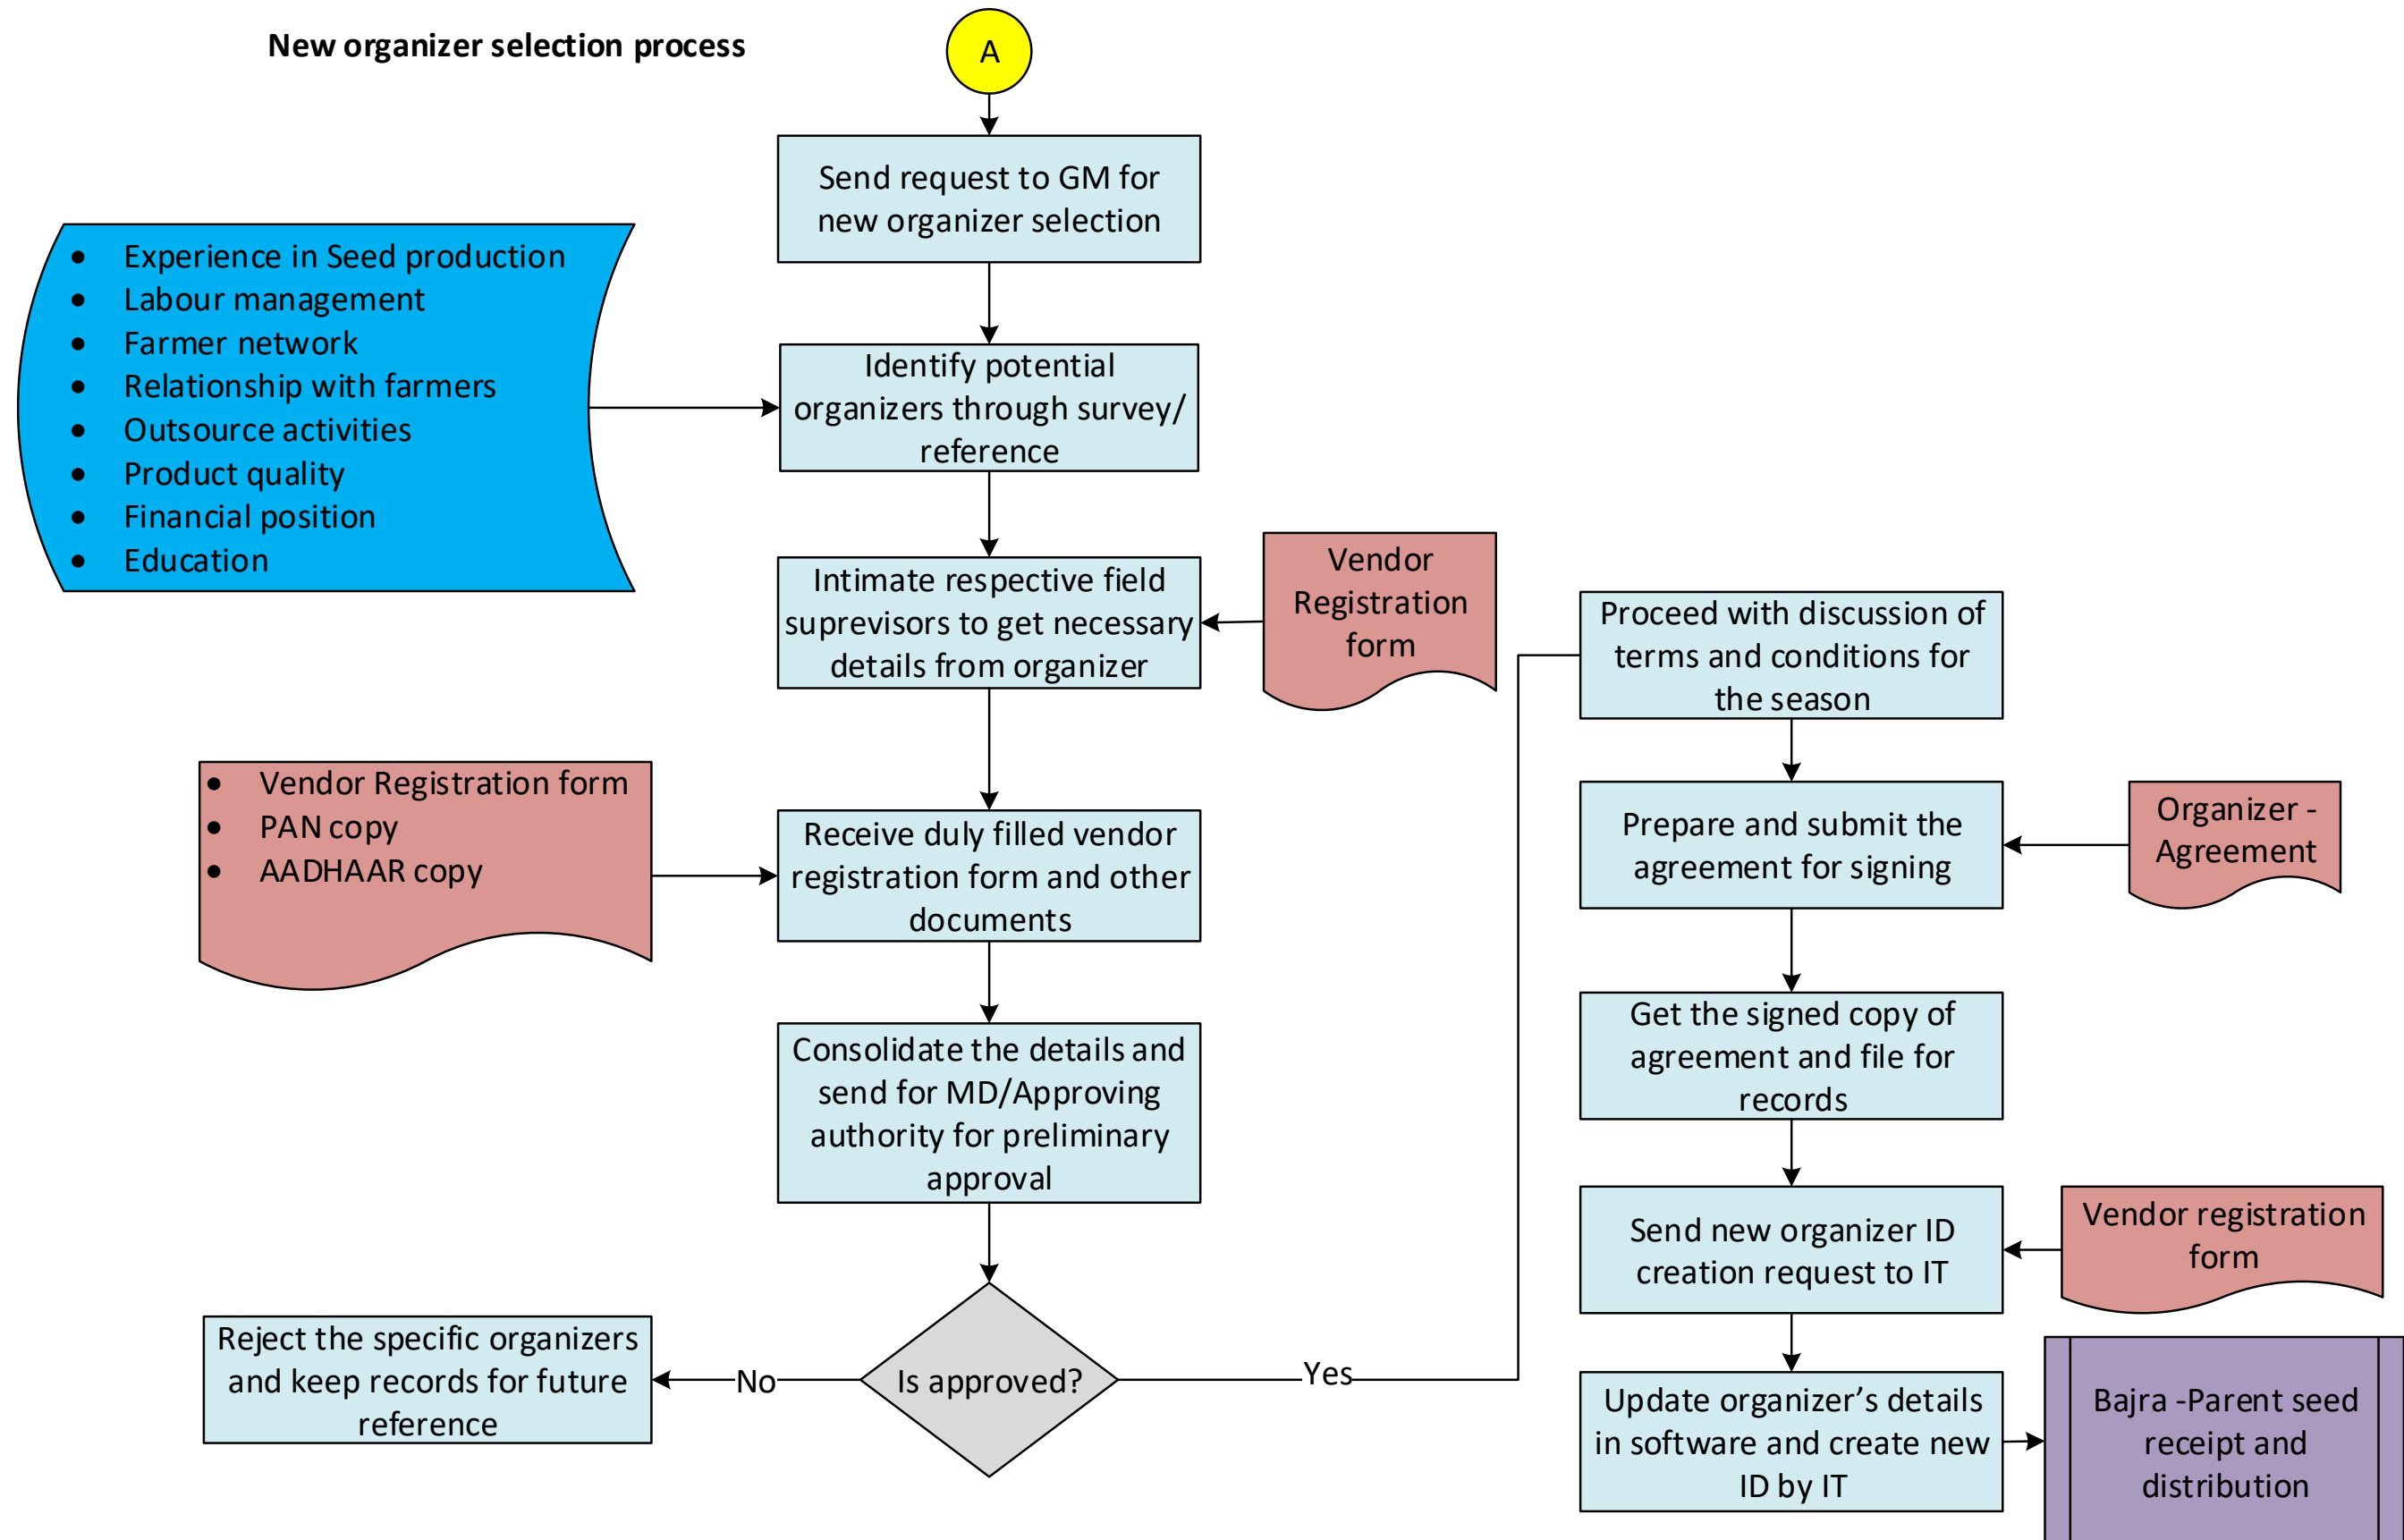 New organizer selection process
A
Send request to GM for
new organizer selection
• Experience in Seed production
• Labour management
• Farmer network
• Relationship with farmers
• Outsource activities
• Product quality
• Financial position
• Education
Identify potential
organizers through survey/
reference
Intimate respective field
suprevisors to get necessary
details from organizer
Vendor
Registration
form
• Vendor Registration form
• PAN copy
• AADHAAR copy
Receive duly filled vendor
registration form and other
documents
Consolidate the details and
send for MD/Approving
authority for preliminary
approval
Is approved?
No
Reject the specific organizers
and keep records for future
reference
Yes
Proceed with discussion of
terms and conditions for
the season
Prepare and submit the
agreement for signing
Organizer -
Agreement
Get the signed copy of
agreement and file for
records
Send new organizer ID
creation request to IT
Vendor registration
form
Update organizer’s details
in software and create new
ID by IT
Bajra -Parent seed
receipt and
distribution